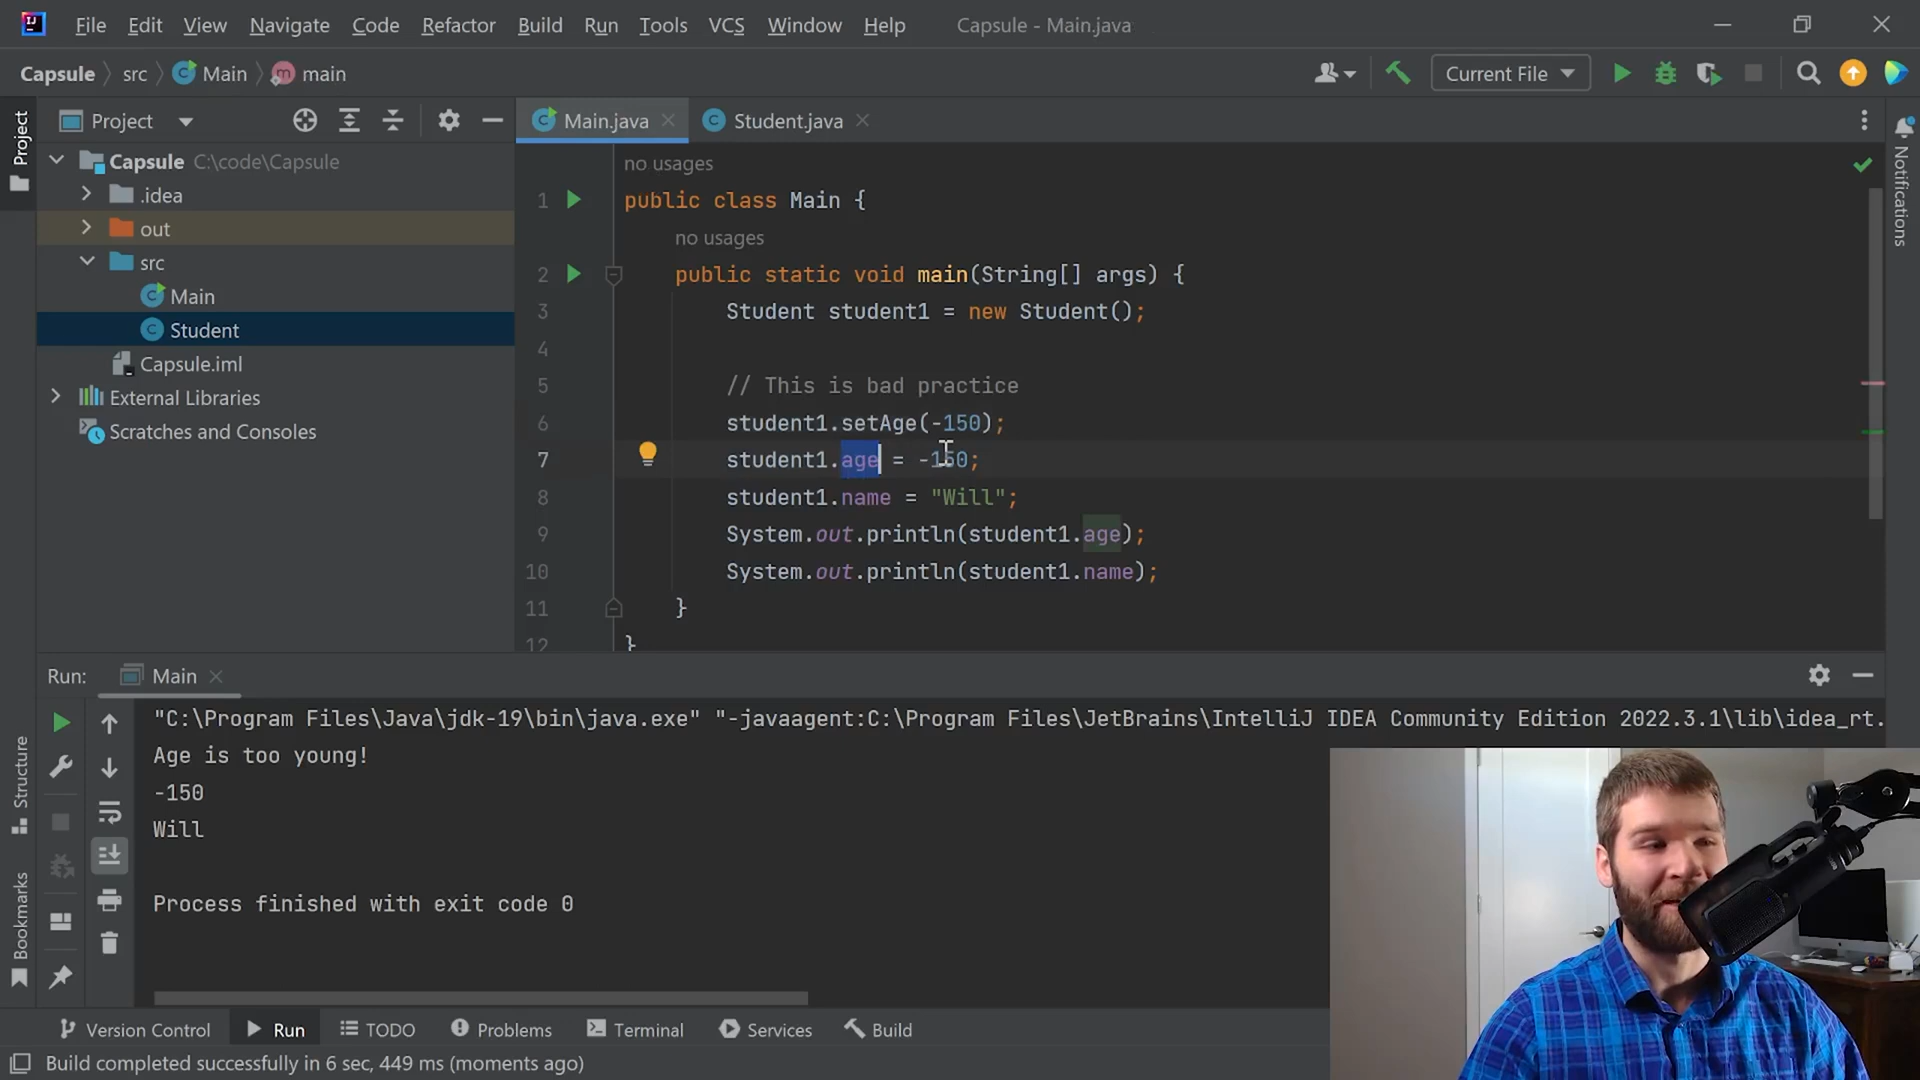 File Edit View Navigate Code Refactor Build Run Tools VCS Window Help Capsule - Main.java
Capsule src Main main Current File
Project Main.java Student.java
Project
Capsule C:\code\Capsule
.idea
out
src
Main
Student
Capsule.iml
External Libraries
Scratches and Consoles
Notifications
no usages
1 public class Main {
no usages
2 public static void main(String[] args) {
3 Student student1 = new Student();
4
5 // This is bad practice
6 student1.setAge(-150);
7 student1.age = -150;
8 student1.name = "Will";
9 System.out.println(student1.age);
10 System.out.println(student1.name);
11 }
12 }
Run: Main
"C:\Program Files\Java\jdk-19\bin\java.exe" "-javaagent:C:\Program Files\JetBrains\IntelliJ IDEA Community Edition 2022.3.1\lib\idea_rt.
Age is too young!
-150
Will
Process finished with exit code 0
Structure
Bookmarks
Version Control Run TODO Problems Terminal Services Build
Build completed successfully in 6 sec, 449 ms (moments ago)